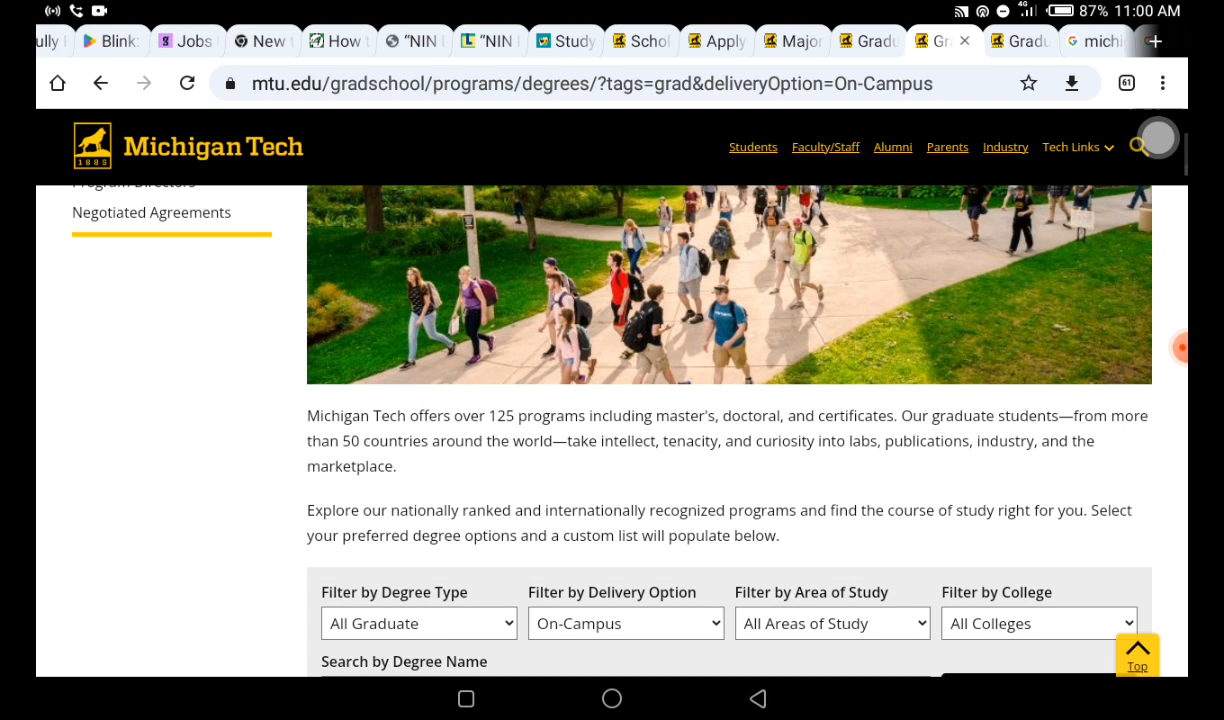 4G 87% 11:00 AM
Blink: Jobs New How "NIN "NIN Study Schol Apply Major Gradu Gr Gradu michi
61
mtu.edu/gradschool/programs/degrees/?tags=grad&deliveryOption=On-Campus
1885 Michigan Tech
Students Faculty/Staff Alumni Parents Industry Tech Links
Program Directors
Negotiated Agreements
Michigan Tech offers over 125 programs including master's, doctoral, and certificates. Our graduate students—from more
than 50 countries around the world—take intellect, tenacity, and curiosity into labs, publications, industry, and the
marketplace.
Explore our nationally ranked and internationally recognized programs and find the course of study right for you. Select
your preferred degree options and a custom list will populate below.
Filter by Degree Type Filter by Delivery Option Filter by Area of Study Filter by College
All Graduate On-Campus All Areas of Study All Colleges
Search by Degree Name
Top